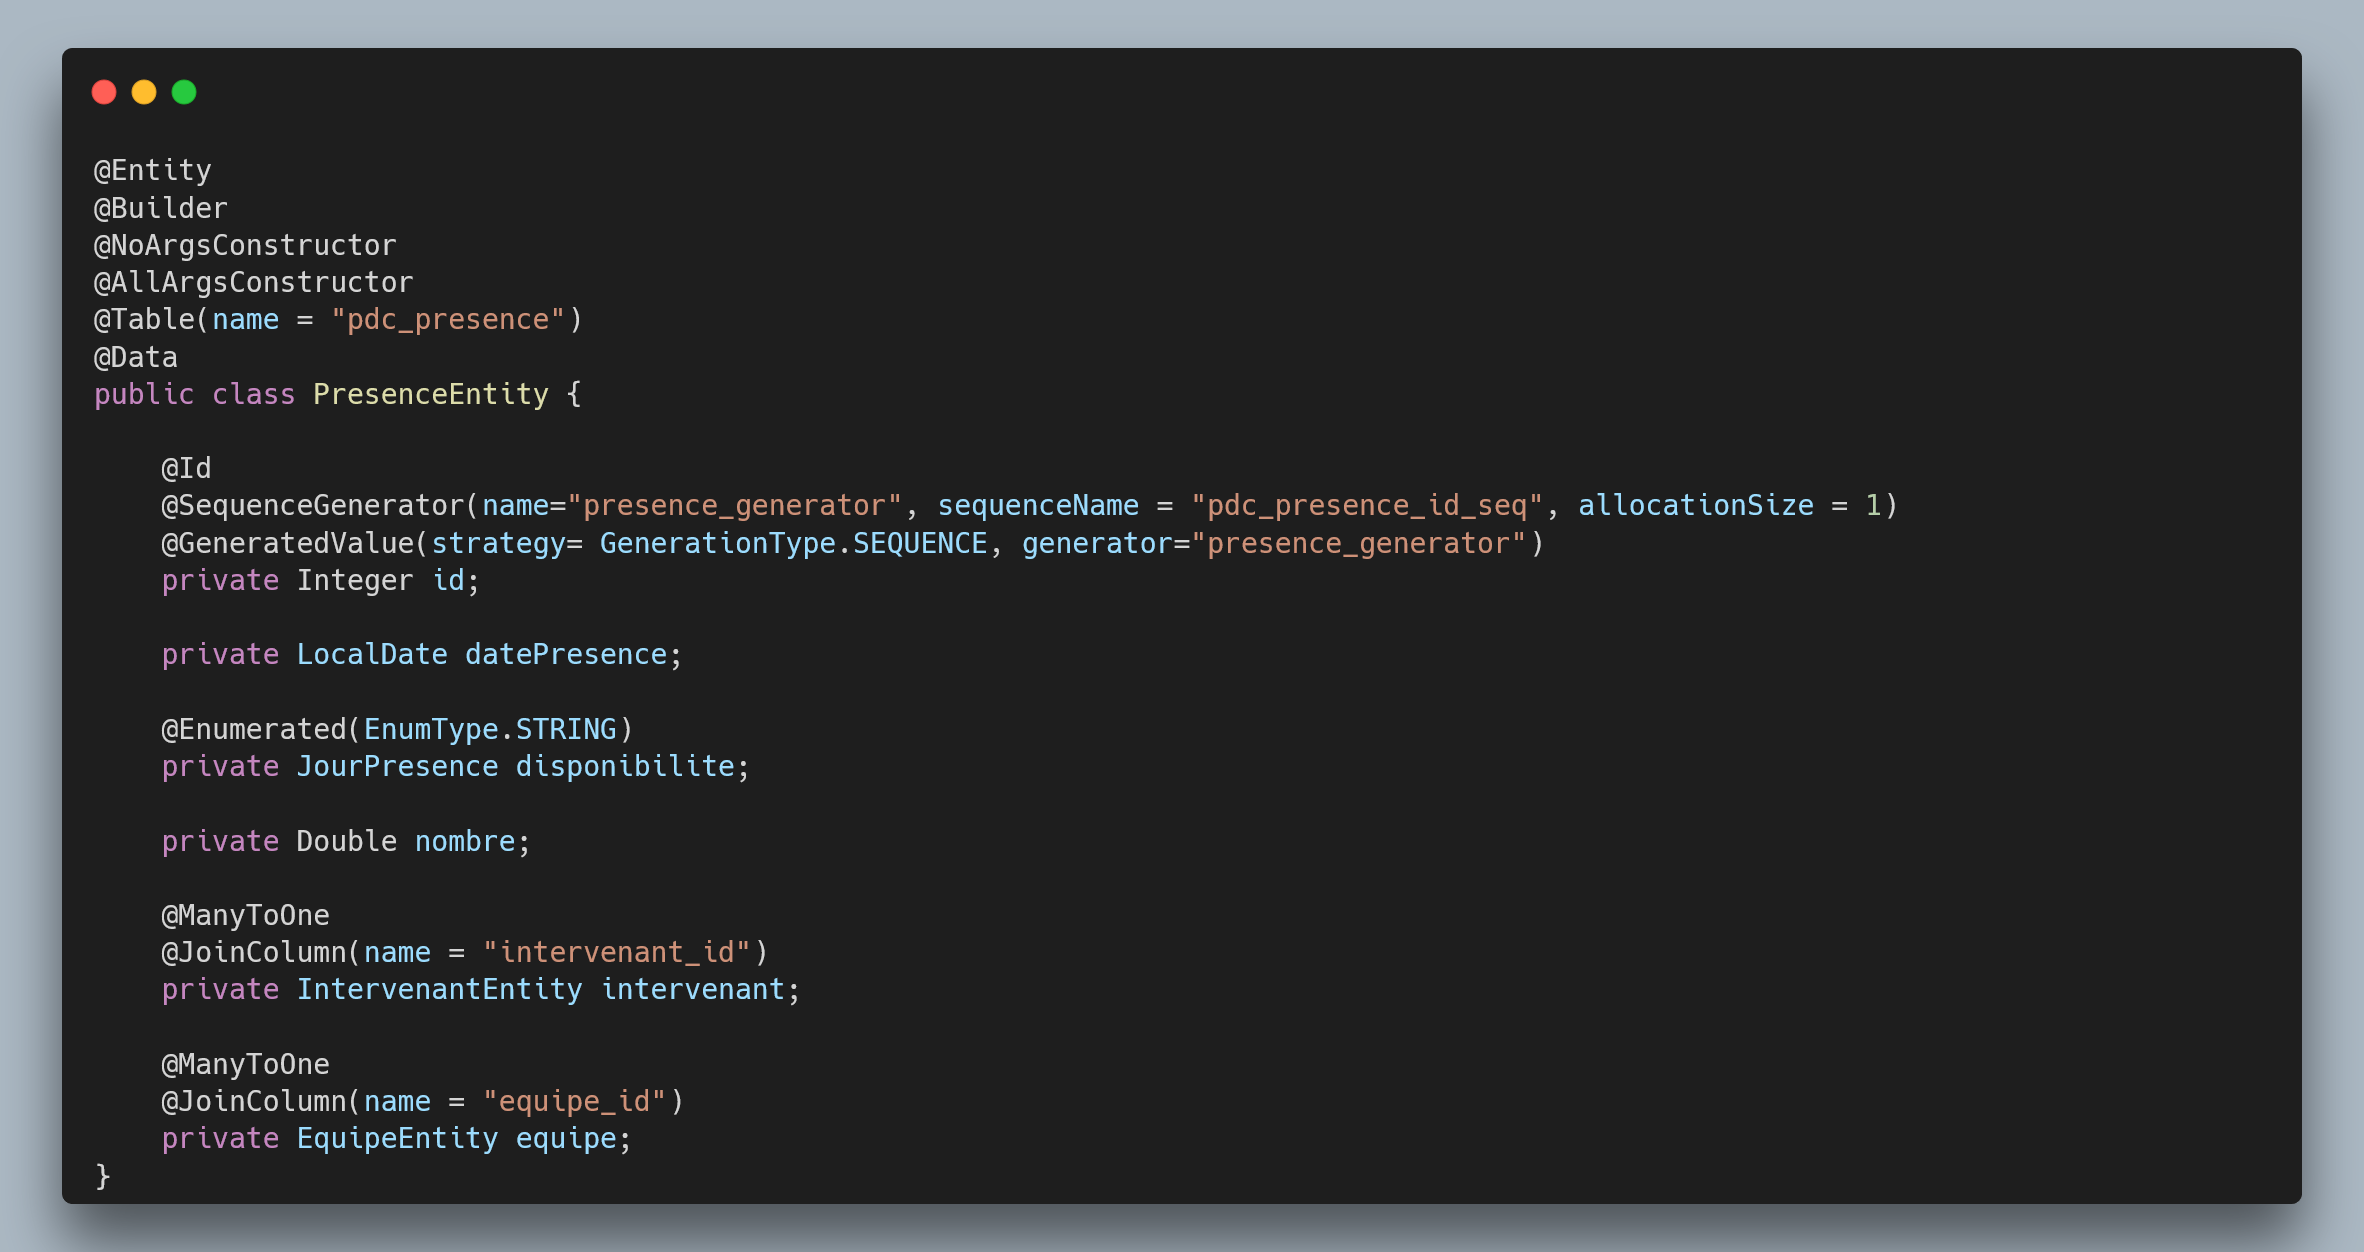 @Entity
@Builder
@NoArgsConstructor
@AllArgsConstructor
@Table(name = "pdc_presence")
@Data
public class PresenceEntity {

    @Id
    @SequenceGenerator(name="presence_generator", sequenceName = "pdc_presence_id_seq", allocationSize = 1)
    @GeneratedValue(strategy= GenerationType.SEQUENCE, generator="presence_generator")
    private Integer id;

    private LocalDate datePresence;

    @Enumerated(EnumType.STRING)
    private JourPresence disponibilite;

    private Double nombre;

    @ManyToOne
    @JoinColumn(name = "intervenant_id")
    private IntervenantEntity intervenant;

    @ManyToOne
    @JoinColumn(name = "equipe_id")
    private EquipeEntity equipe;
}